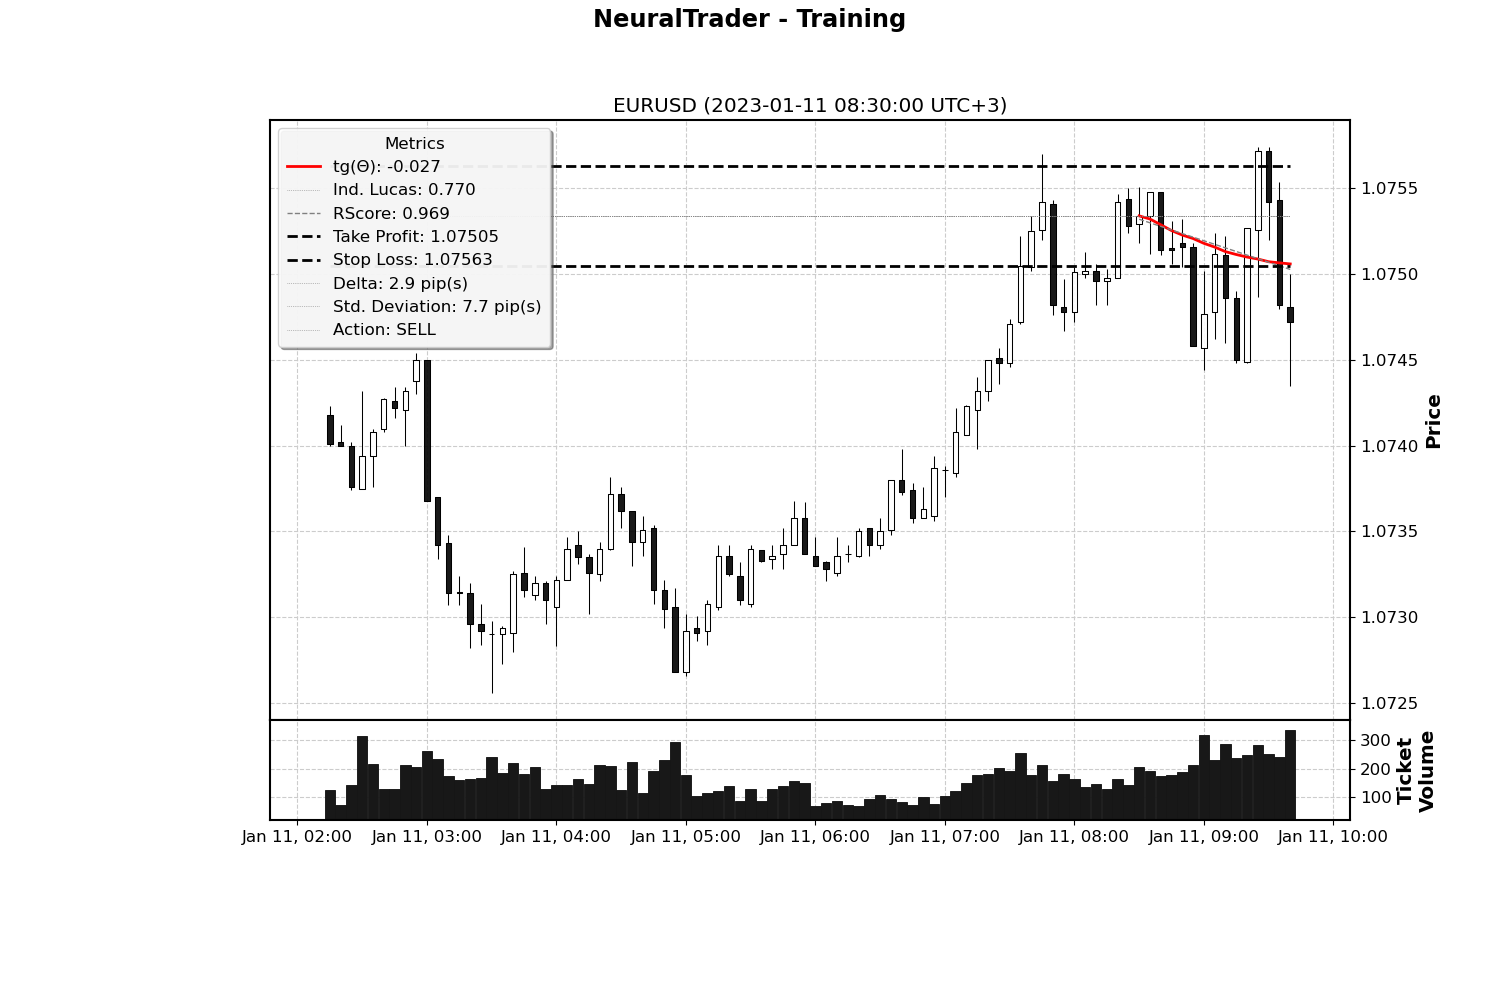 NeuralTrader - Training
EURUSD (2023-01-11 08:30:00 UTC+3)
Metrics
tg(Θ): -0.027
Ind. Lucas: 0.770
RScore: 0.969
Take Profit: 1.07505
Stop Loss: 1.07563
Delta: 2.9 pip(s)
Std. Deviation: 7.7 pip(s)
Action: SELL
1.0755
1.0750
1.0745
1.0740
1.0735
1.0730
1.0725
Price
300
200
100
Ticket
Volume
Jan 11, 02:00
Jan 11, 03:00
Jan 11, 04:00
Jan 11, 05:00
Jan 11, 06:00
Jan 11, 07:00
Jan 11, 08:00
Jan 11, 09:00
Jan 11, 10:00